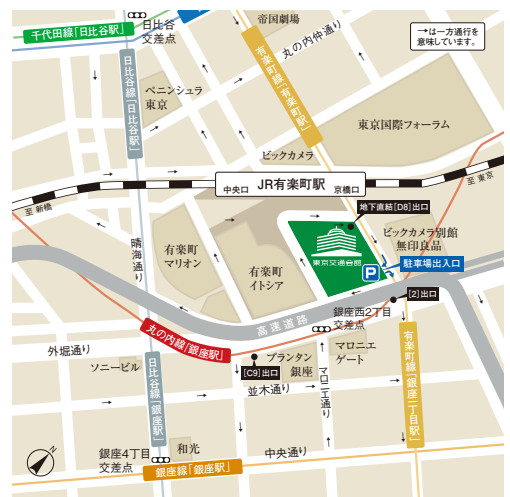 日比谷
交差点
帝国劇場
千代田線「日比谷駅」
丸の内仲通り
→は一方通行を
意味しています。
日比谷線「日比谷駅」
有楽町線「有楽町駅」
ペニンシュラ
東京
東京国際フォーラム
ビックカメラ
JR有楽町駅
中央口
京橋口
至 東京
至 新橋
地下直結[D8]出口
ビックカメラ別館
無印良品
晴海通り
有楽町
マリオン
有楽町
イトシア
東京交通会館
P
駐車場出入口
[2]出口
高速道路
銀座西2丁目
交差点
丸の内線「銀座駅」
外堀通り
ソニービル
プランタン
銀座
マロニエ
ゲート
[C9]出口
並木通り
マロニエ通り
日比谷線「銀座駅」
有楽町線「銀座一丁目駅」
銀座4丁目
交差点
和光
中央通り
銀座線「銀座駅」
N